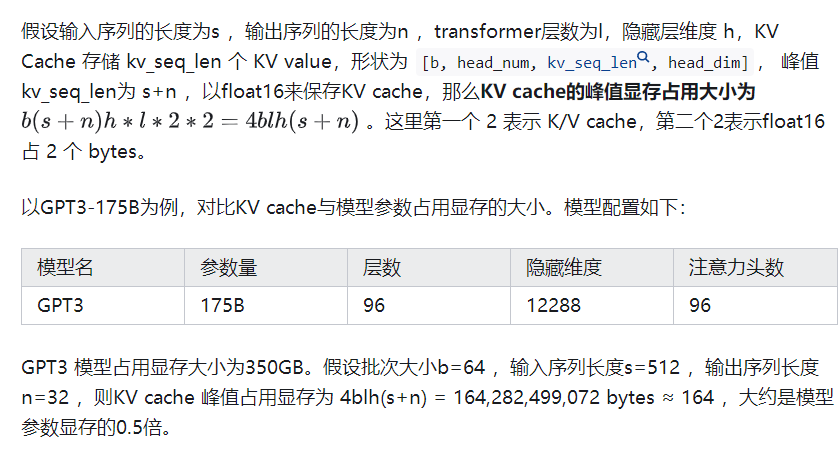 假设输入序列的长度为s ，输出序列的长度为n ，transformer层数为l，隐藏层维度 h，KV
Cache 存储 kv_seq_len 个 KV value，形状为 [b, head_num, kv_seq_len, head_dim] ， 峰值
kv_seq_len为 s+n ，以float16来保存KV cache，那么KV cache的峰值显存占用大小为
b(s + n)h * l * 2 * 2 = 4blh(s + n) 。这里第一个 2 表示 K/V cache，第二个2表示float16
占 2 个 bytes。
以GPT3-175B为例，对比KV cache与模型参数占用显存的大小。模型配置如下：
模型名 参数量 层数 隐藏维度 注意力头数
GPT3 175B 96 12288 96
GPT3 模型占用显存大小为350GB。假设批次大小b=64 ，输入序列长度s=512 ，输出序列长度
n=32 ，则KV cache 峰值占用显存为 4blh(s+n) = 164,282,499,072 bytes ≈ 164 ，大约是模型
参数显存的0.5倍。